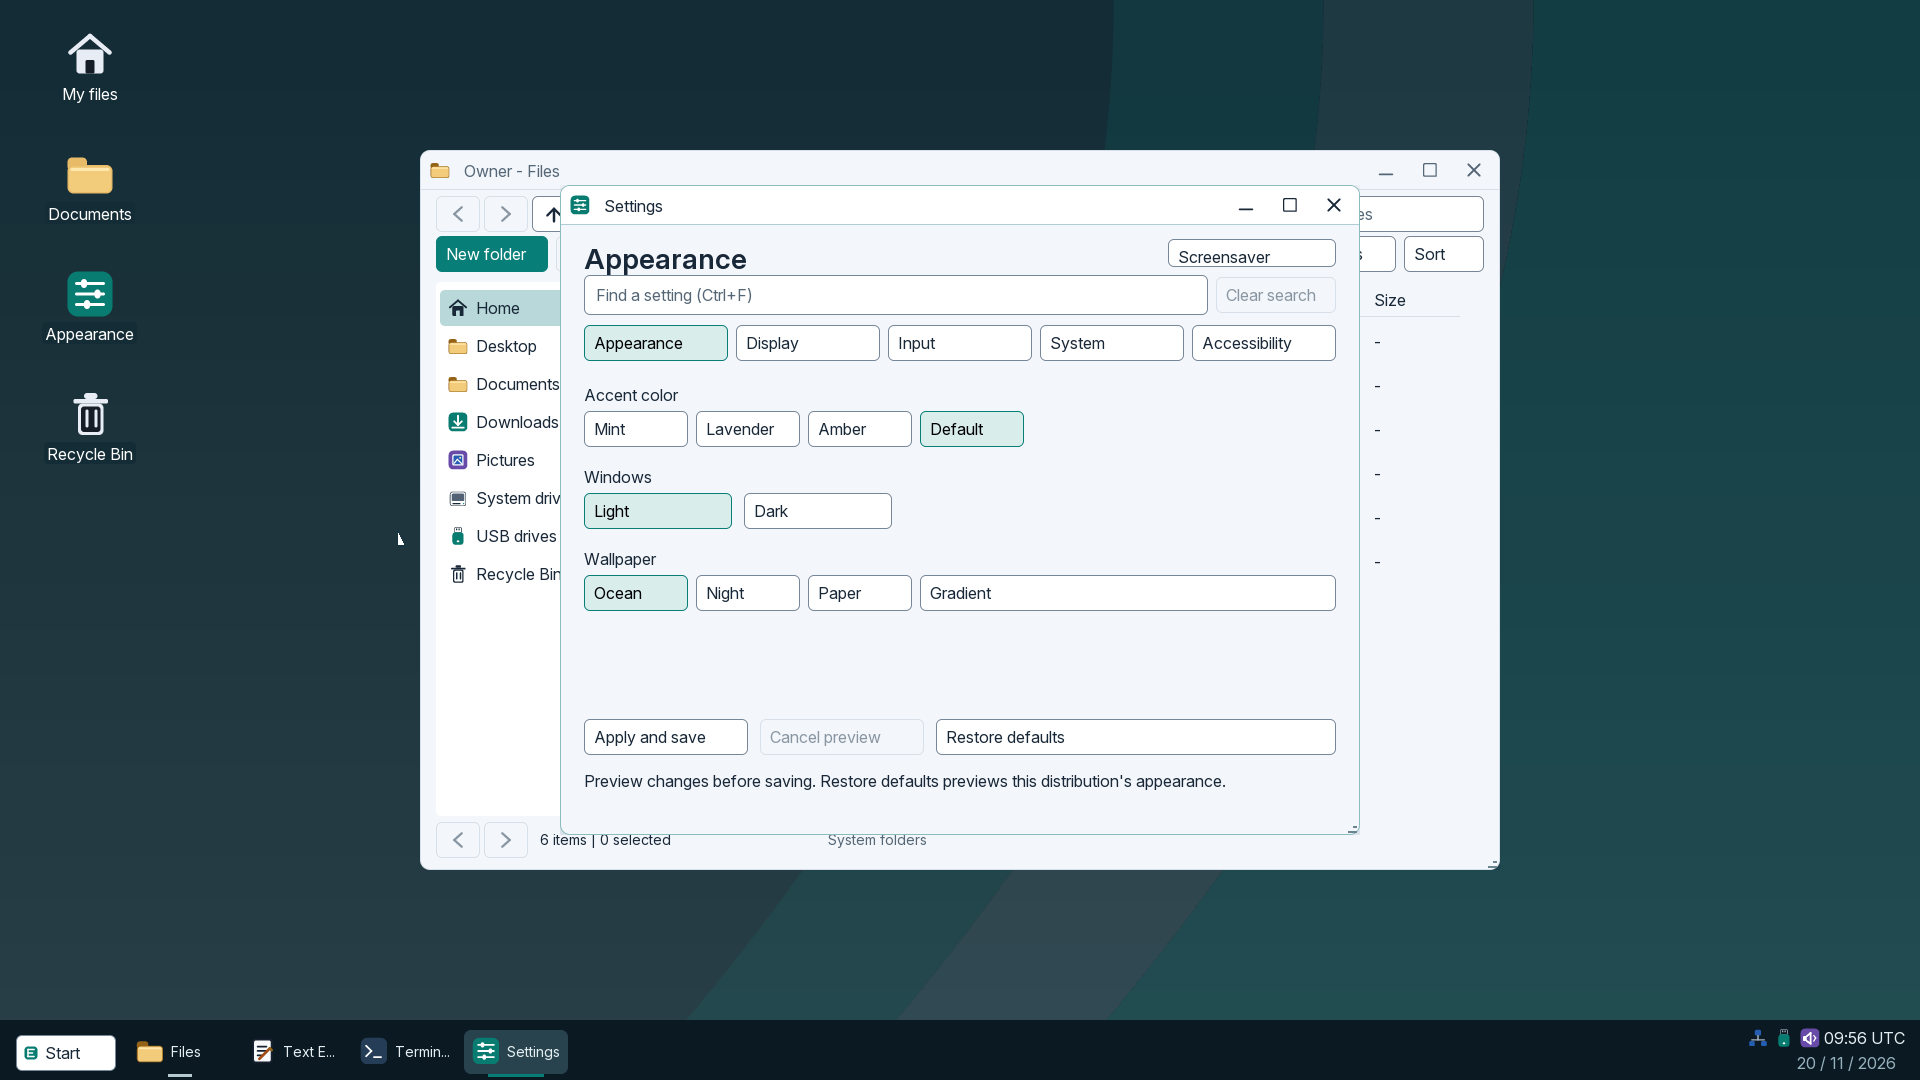 My files
Documents
Appearance
Recycle Bin
Owner - Files
New folder
Sort
Size
Home
Desktop
Documents
Downloads
Pictures
System driv
USB drives
Recycle Bin
-
-
-
-
-
-
6 items | 0 selected
System folders
Settings
Appearance
Screensaver
Find a setting (Ctrl+F)
Clear search
Appearance Display Input System Accessibility
Accent color
Mint Lavender Amber Default
Windows
Light Dark
Wallpaper
Ocean Night Paper Gradient
Apply and save Cancel preview Restore defaults
Preview changes before saving. Restore defaults previews this distribution's appearance.
Start Files Text E... Termin... Settings
09:56 UTC
20 / 11 / 2026